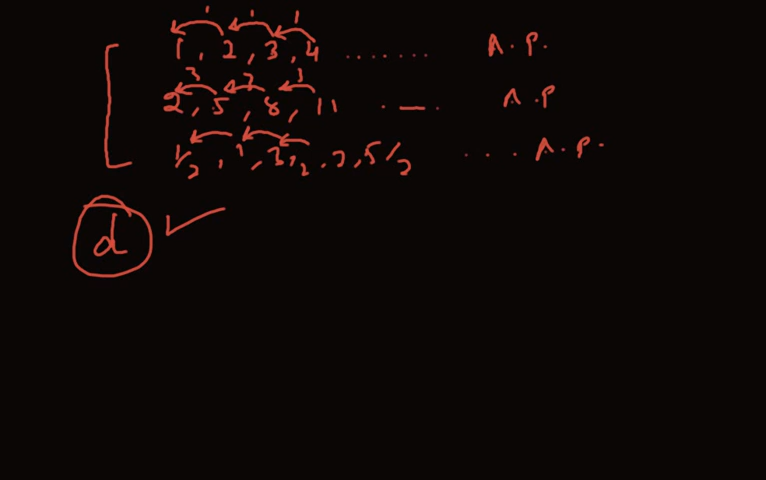 1 1 1
1, 2, 3, 4 ....... A.P.
3 3 3
2, 5, 8, 11 . — . A.P
1/2, 1, 3/2, 2, 5/2 .... A.P.
d